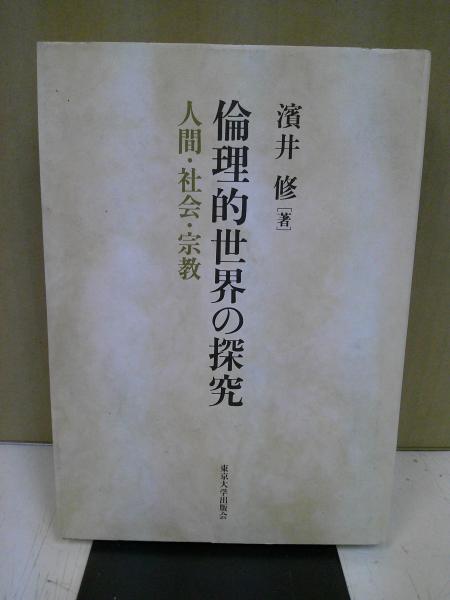 濱井 修[著]
倫理的世界の探究
人間・社会・宗教
東京大学出版会